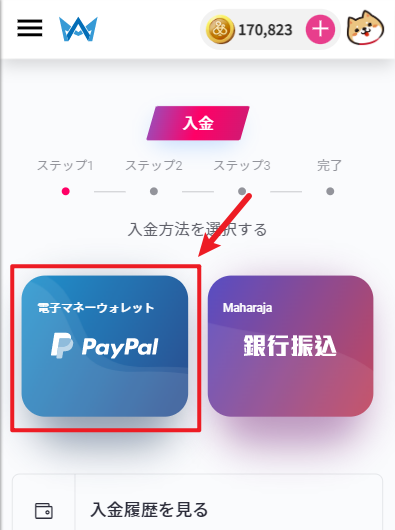 170,823
入金
ステップ1 ステップ2 ステップ3 完了
入金方法を選択する
電子マネーウォレット
PayPal
Maharaja
銀行振込
入金履歴を見る